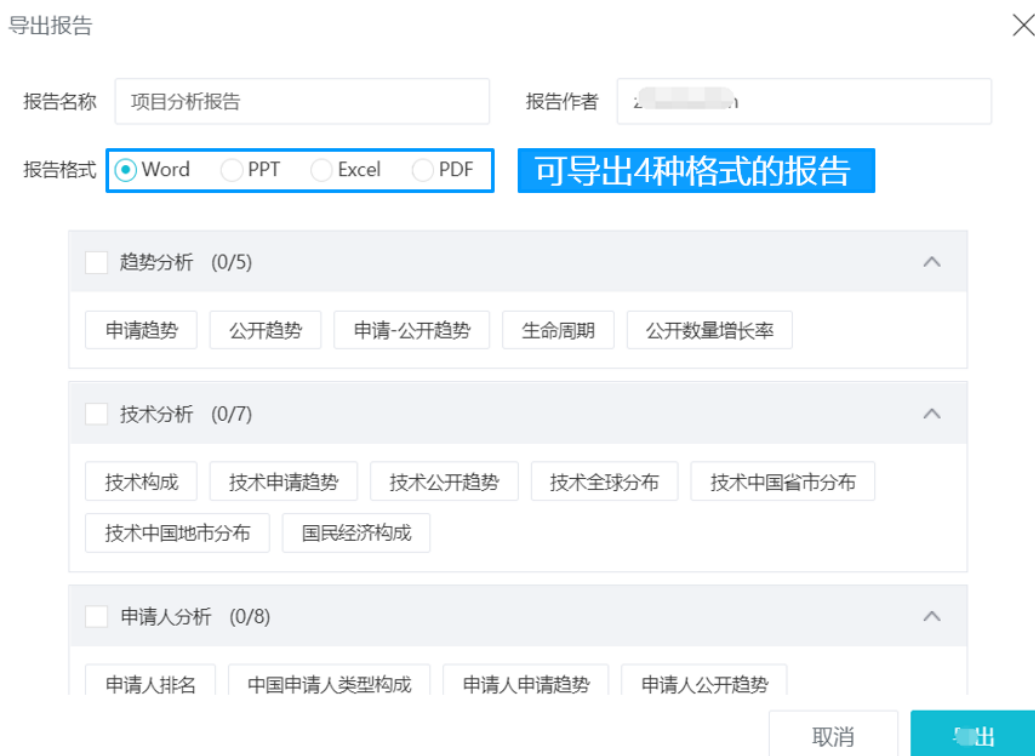 导出报告
报告名称 项目分析报告 报告作者
报告格式 Word PPT Excel PDF 可导出4种格式的报告
趋势分析 (0/5)
申请趋势 公开趋势 申请-公开趋势 生命周期 公开数量增长率
技术分析 (0/7)
技术构成 技术申请趋势 技术公开趋势 技术全球分布 技术中国省市分布
技术中国地市分布 国民经济构成
申请人分析 (0/8)
申请人排名 中国申请人类型构成 申请人申请趋势 申请人公开趋势
取消 导出